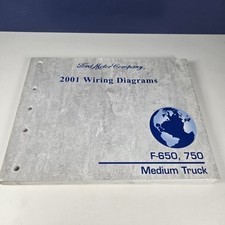 Ford Motor Company
2001 Wiring Diagrams
F-650, 750
Medium Truck